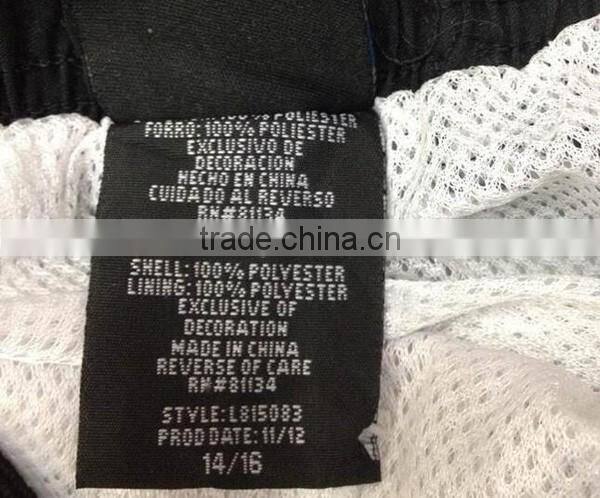 100% POLIESTER
FORRO: 100% POLIESTER
EXCLUSIVO DE
DECORACION
HECHO EN CHINA
CUIDADO AL REVERSO
RN#81134
trade.china.cn
SHELL: 100% POLYESTER
LINING: 100% POLYESTER
EXCLUSIVE OF
DECORATION
MADE IN CHINA
REVERSE OF CARE
RN#81134
STYLE: L815083
PROD DATE: 11/12
14/16